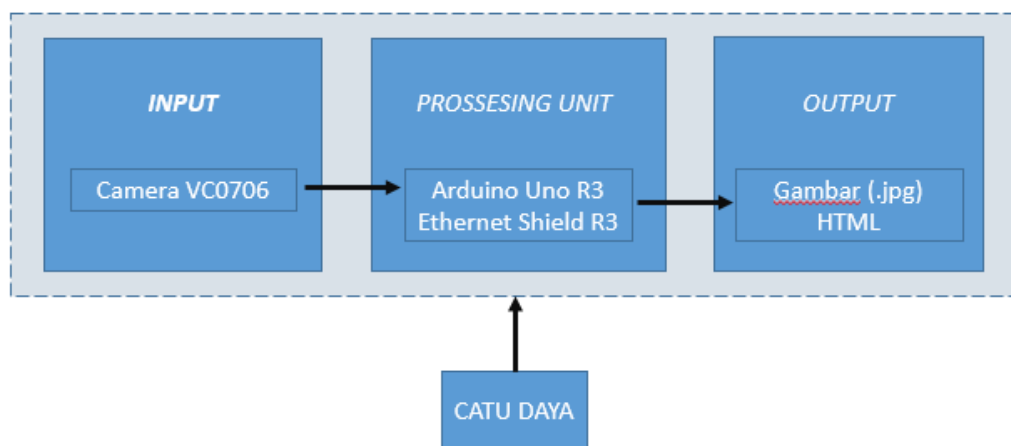 INPUT
Camera VC0706
PROSSESING UNIT
Arduino Uno R3
Ethernet Shield R3
OUTPUT
Gambar (.jpg)
HTML
CATU DAYA